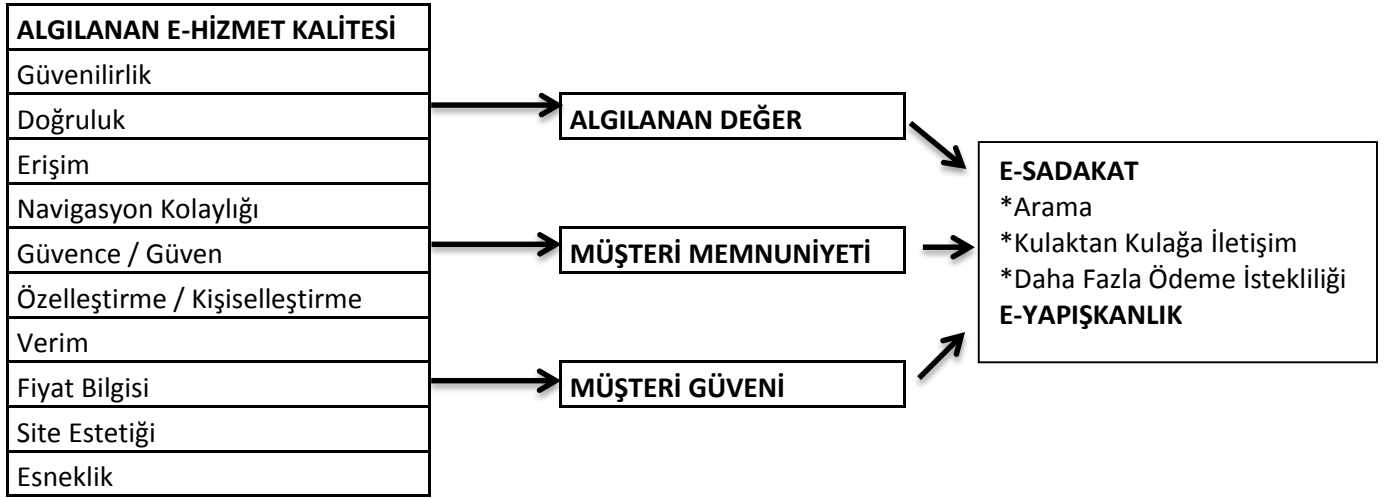 ALGILANAN E-HİZMET KALİTESİ
Güvenilirlik
Doğruluk
Erişim
Navigasyon Kolaylığı
Güvence / Güven
Özelleştirme / Kişiselleştirme
Verim
Fiyat Bilgisi
Site Estetiği
Esneklik
ALGILANAN DEĞER
MÜŞTERİ MEMNUNİYETİ
MÜŞTERİ GÜVENİ
E-SADAKAT
*Arama
*Kulaktan Kulağa İletişim
*Daha Fazla Ödeme İstekliliği
E-YAPIŞKANLIK